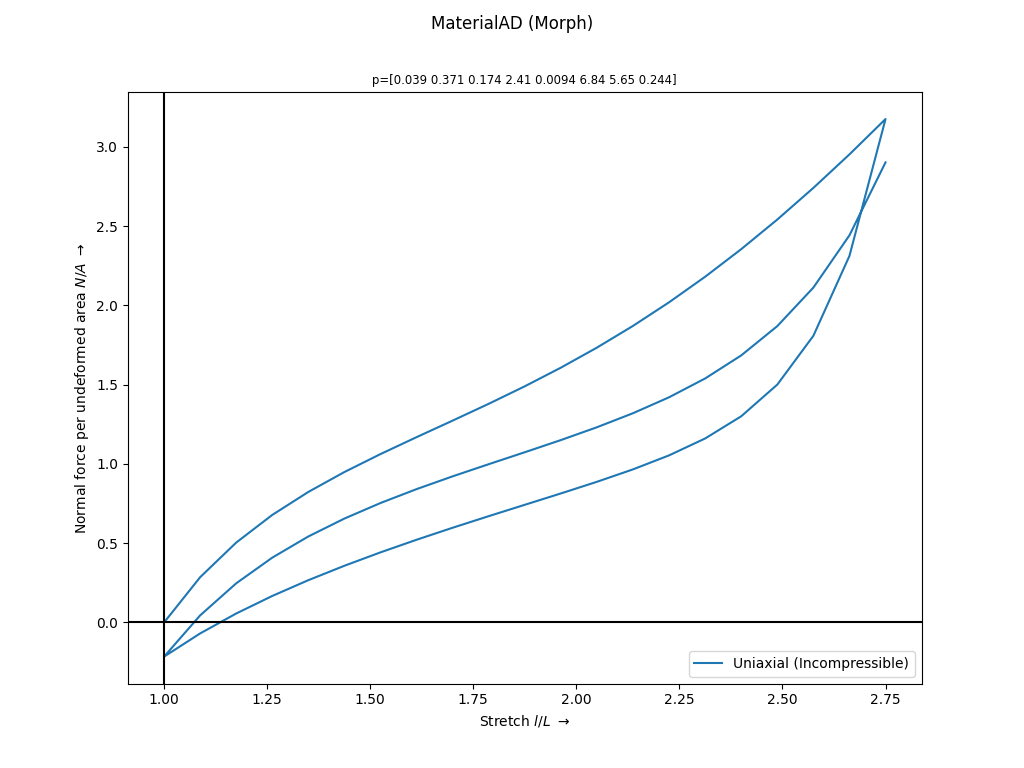 MaterialAD (Morph)
p=[0.039 0.371 0.174 2.41 0.0094 6.84 5.65 0.244]
Normal force per undeformed area N/A →
3.0
2.5
2.0
1.5
1.0
0.5
0.0
Uniaxial (Incompressible)
1.00 1.25 1.50 1.75 2.00 2.25 2.50 2.75
Stretch l/L →